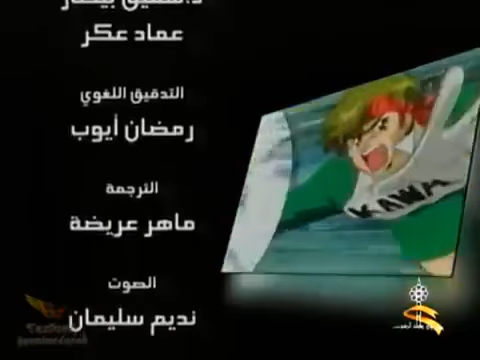 عماد عكر
التدقيق اللغوي
رمضان أيوب
الترجمة
ماهر عريضة
الصوت
نديم سليمان
KAWA